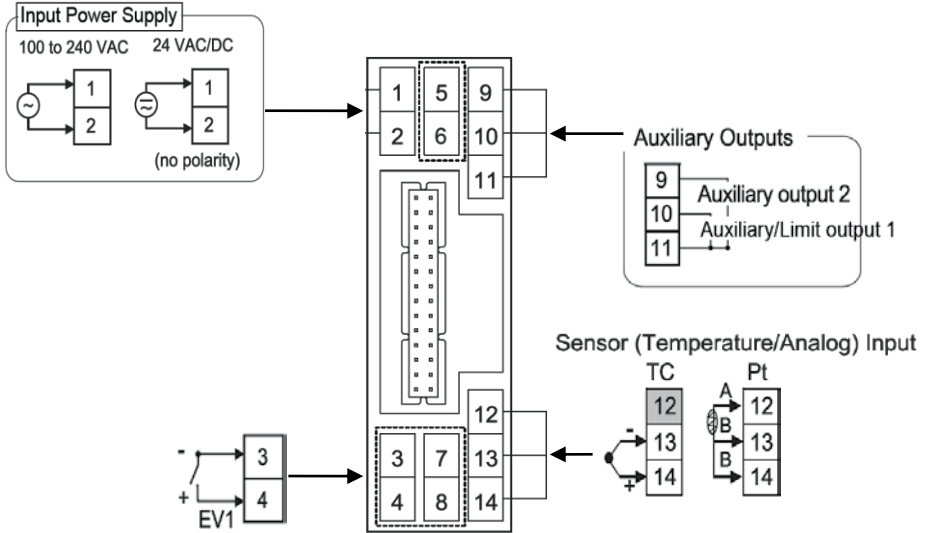 Input Power Supply
100 to 240 VAC 24 VAC/DC
1
2
1
2
(no polarity)
1 5 9
2 6 10
11
Auxiliary Outputs
9
10
11
Auxiliary output 2
Auxiliary/Limit output 1
Sensor (Temperature/Analog) Input
TC Pt
12
- 13
+ 14
A 12
B 13
B 14
12
3 7 13
4 8 14
- 3
+ 4
EV1